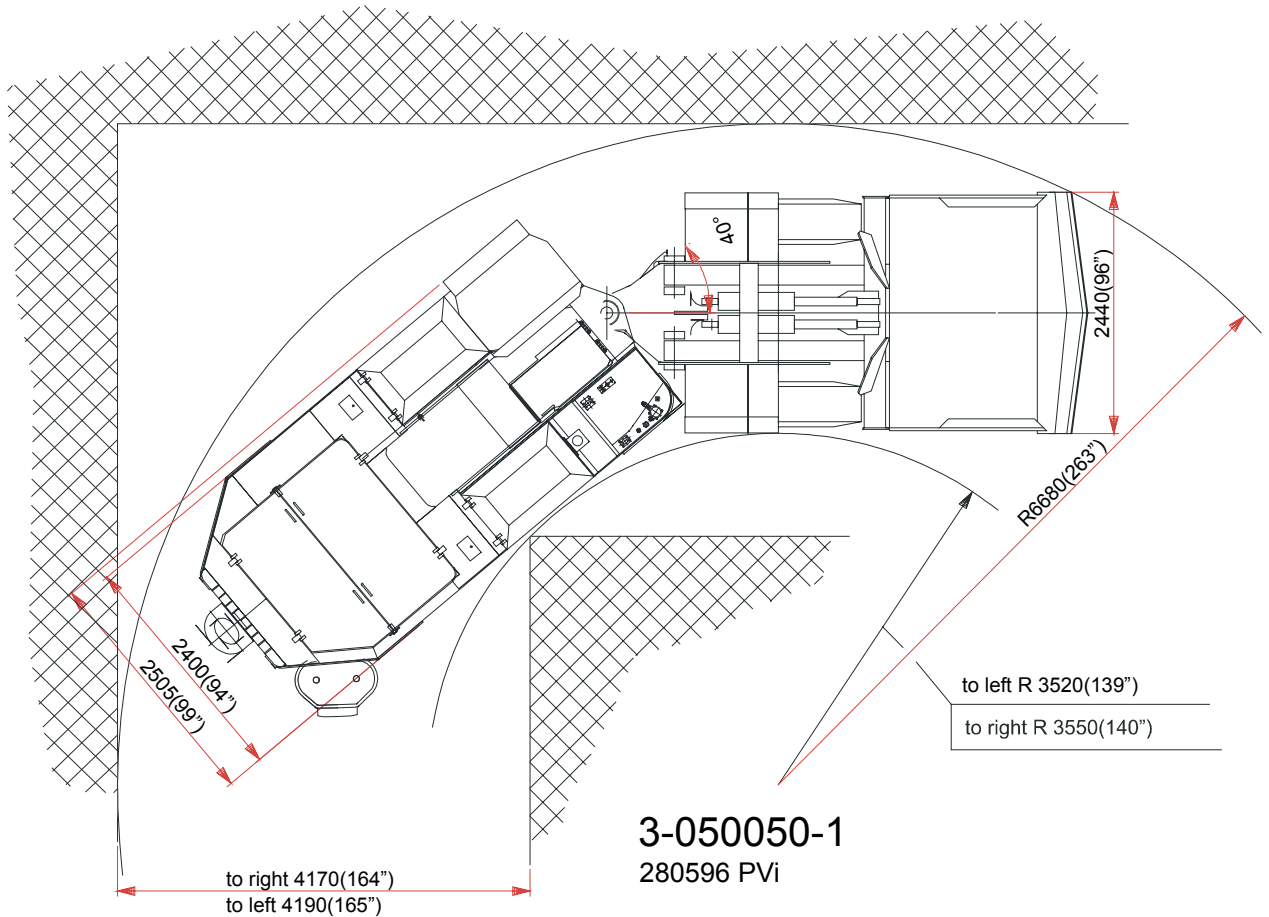 40°
2440(96”)
R6680(263”)
2400(94”)
2505(99”)
to left R 3520(139”)
to right R 3550(140”)
3-050050-1
280596 PVi
to right 4170(164”)
to left 4190(165”)